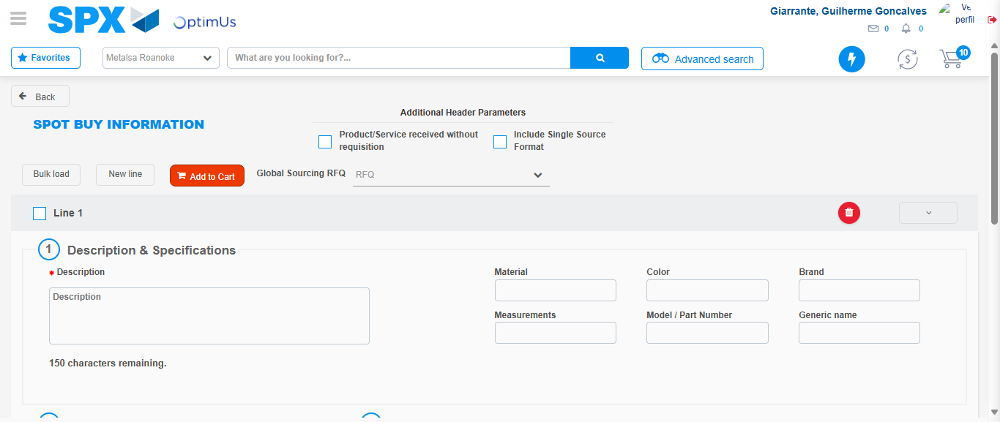 SPX OptimUs
Giarrante, Guilherme Goncalves
perfil
0 0
Favorites
Metalsa Roanoke
What are you looking for?...
Advanced search
$
10
Back
SPOT BUY INFORMATION
Additional Header Parameters
Product/Service received without
requisition
Include Single Source
Format
Bulk load
New line
Add to Cart
Global Sourcing RFQ
RFQ
Line 1
1 Description & Specifications
* Description
Description
150 characters remaining.
Material
Color
Brand
Measurements
Model / Part Number
Generic name